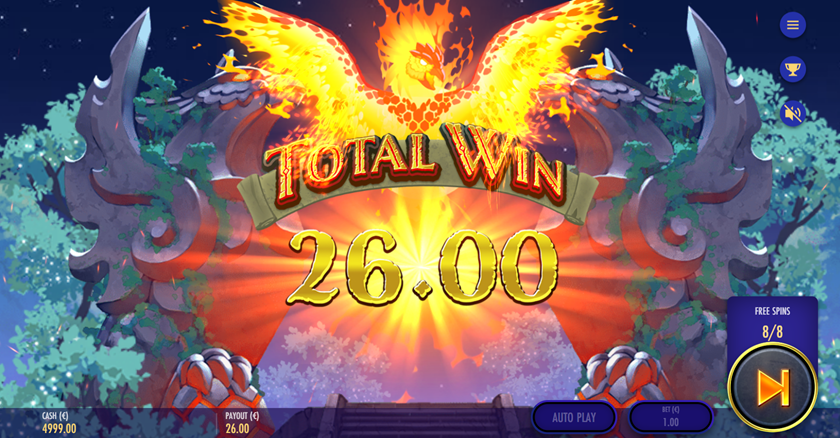 TOTAL WIN
26.00
FREE SPINS
8/8
CASH (€)
4999.00
PAYOUT (€)
26.00
AUTO PLAY
BET (€)
1.00